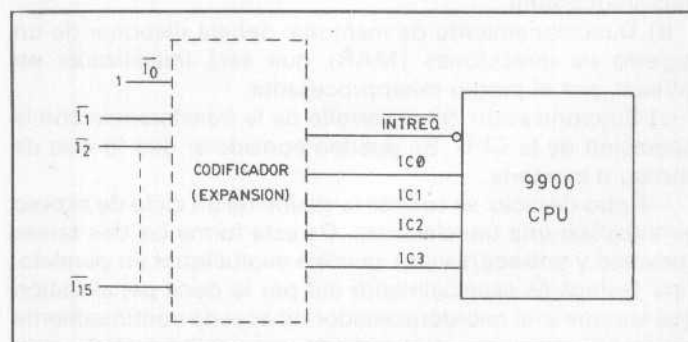 I0
1
I1
I2
I15
CODIFICADOR
(EXPANSION)
INTREQ
IC0
IC1
IC2
IC3
9900
CPU